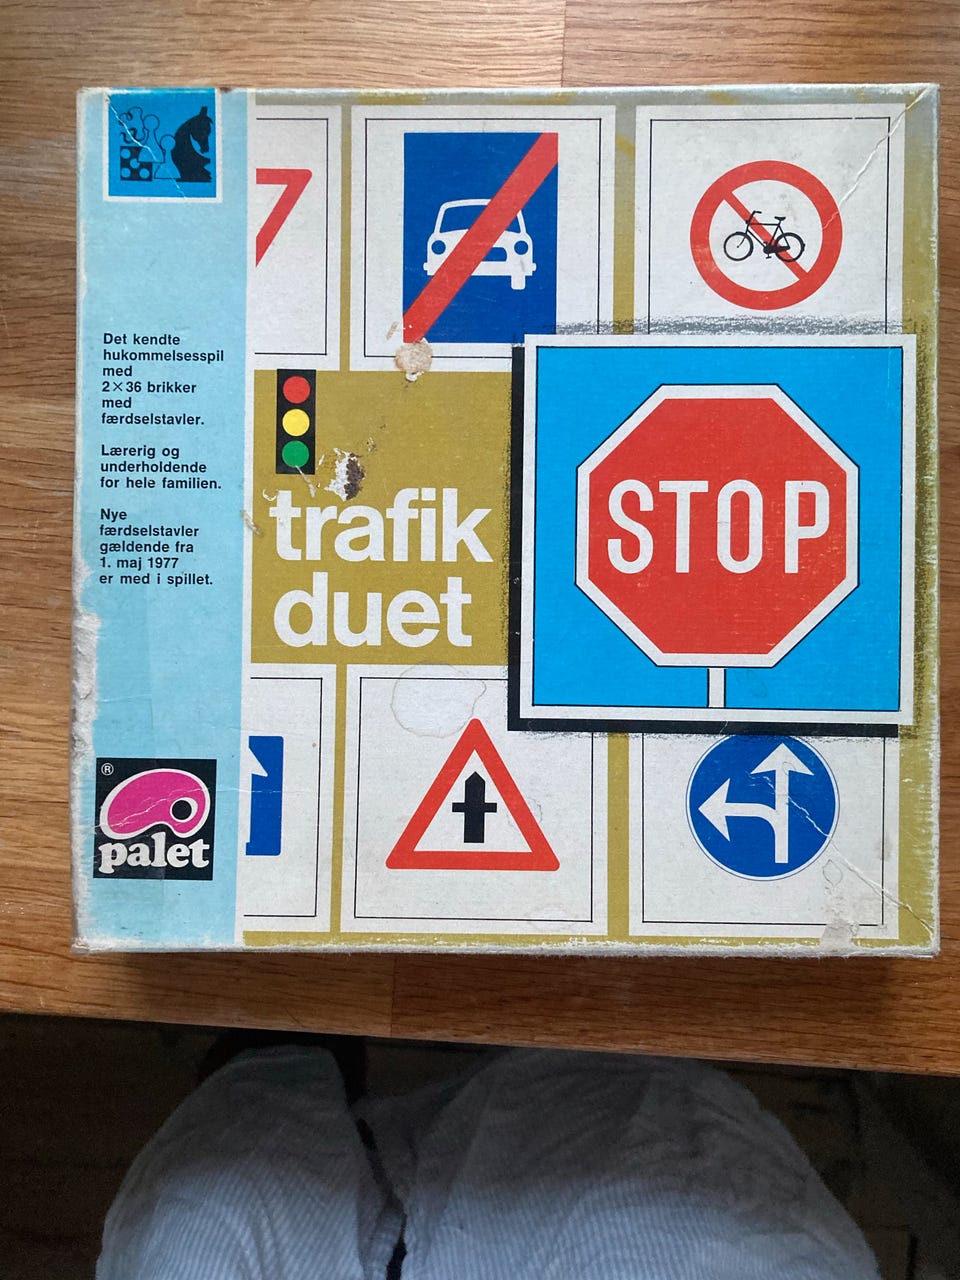 Det kendte
hukommelsesspil
med
2×36 brikker
med
færdselstavler.
Lærerig og
underholdende
for hele familien.
Nye
færdselstavler
gældende fra
1. maj 1977
er med i spillet.
trafik
duet
STOP
®
palet